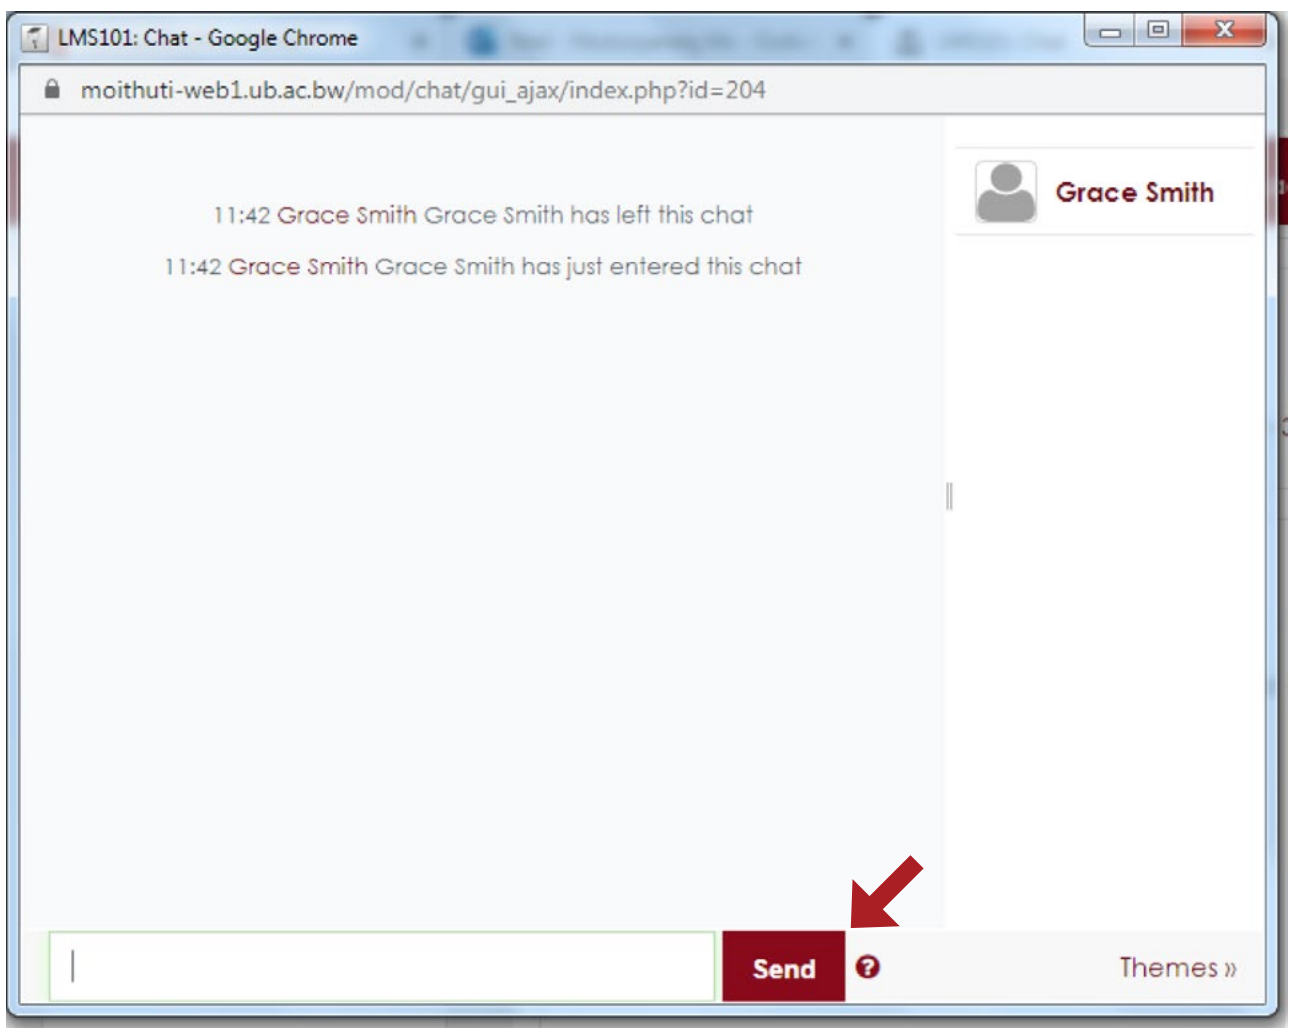 LMS101: Chat - Google Chrome
moithuti-web1.ub.ac.bw/mod/chat/gui_ajax/index.php?id=204
Grace Smith
11:42 Grace Smith Grace Smith has left this chat
11:42 Grace Smith Grace Smith has just entered this chat
Send
Themes »